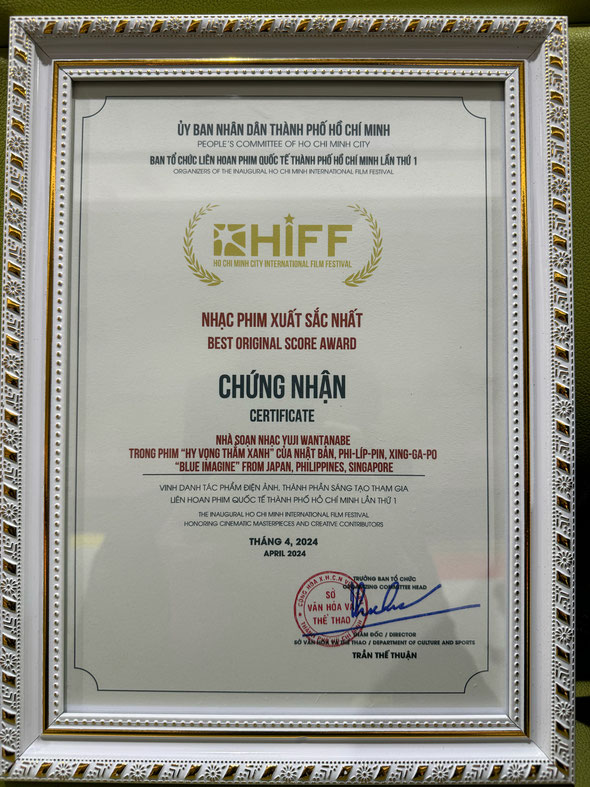 ỦY BAN NHÂN DÂN THÀNH PHỐ HỒ CHÍ MINH
PEOPLE'S COMMITTEE OF HO CHI MINH CITY
BAN TỔ CHỨC LIÊN HOAN PHIM QUỐC TẾ THÀNH PHỐ HỒ CHÍ MINH LẦN THỨ 1
ORGANIZERS OF THE INAUGURAL HO CHI MINH INTERNATIONAL FILM FESTIVAL
HIFF
HO CHI MINH CITY INTERNATIONAL FILM FESTIVAL
NHẠC PHIM XUẤT SẮC NHẤT
BEST ORIGINAL SCORE AWARD
CHỨNG NHẬN
CERTIFICATE
NHÀ SOẠN NHẠC YUJI WANTANABE
TRONG PHIM “HY VỌNG THẮM XANH” CỦA NHẬT BẢN, PHI-LÍP-PIN, XING-GA-PO
“BLUE IMAGINE” FROM JAPAN, PHILIPPINES, SINGAPORE
VINH DANH TÁC PHẨM ĐIỆN ẢNH, THÀNH PHẦN SÁNG TẠO THAM GIA
LIÊN HOAN PHIM QUỐC TẾ THÀNH PHỐ HỒ CHÍ MINH LẦN THỨ 1
THE INAUGURAL HO CHI MINH INTERNATIONAL FILM FESTIVAL
HONORING CINEMATIC MASTERPIECES AND CREATIVE CONTRIBUTORS
THÁNG 4, 2024
APRIL 2024
TRƯỞNG BAN TỔ CHỨC
ORGANIZING COMMITTEE HEAD
SỞ
VĂN HÓA VÀ
THỂ THAO
GIÁM ĐỐC / DIRECTOR
SỞ VĂN HÓA VÀ THỂ THAO / DEPARTMENT OF CULTURE AND SPORTS
TRẦN THẾ THUẬN